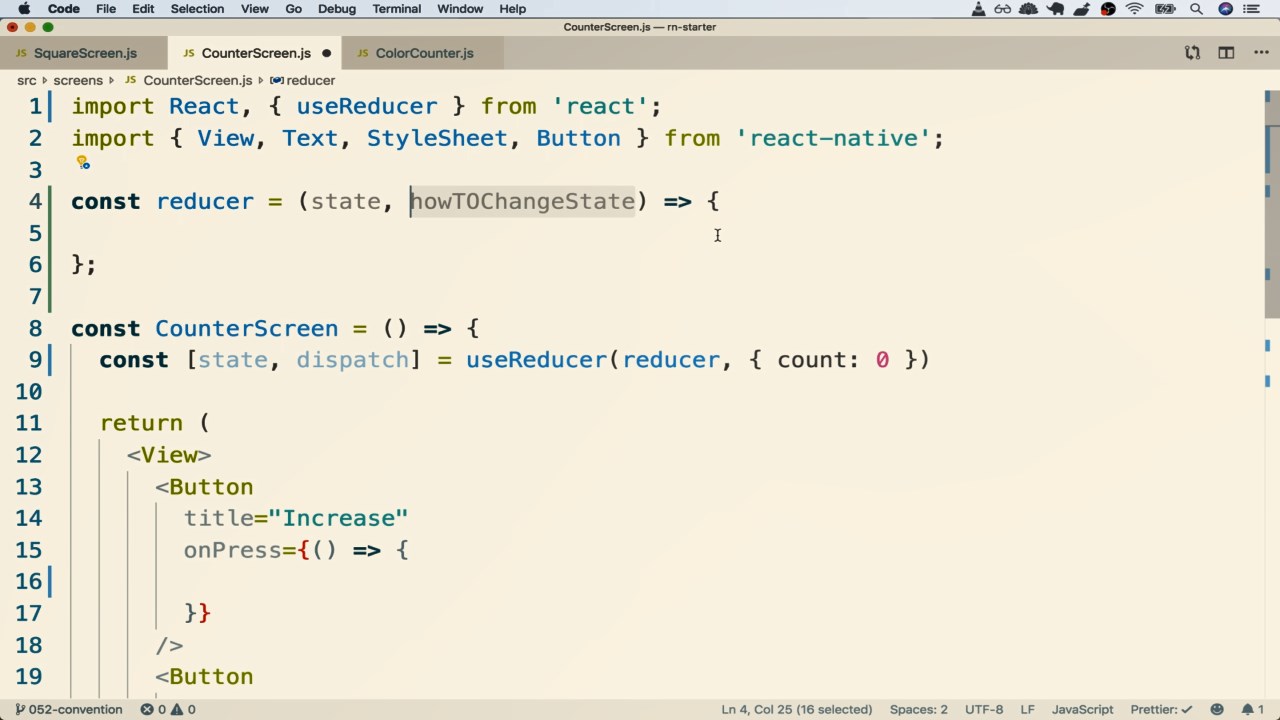 Code File Edit Selection View Go Debug Terminal Window Help
CounterScreen.js — rn-starter
JS SquareScreen.js JS CounterScreen.js JS ColorCounter.js
src screens JS CounterScreen.js reducer
1 import React, { useReducer } from 'react';
2 import { View, Text, StyleSheet, Button } from 'react-native';
3
4 const reducer = (state, howTOChangeState) => {
5
6 };
7
8 const CounterScreen = () => {
9 const [state, dispatch] = useReducer(reducer, { count: 0 })
10
11 return (
12 <View>
13 <Button
14 title="Increase"
15 onPress={() => {
16
17 }}
18 />
19 <Button
052-convention 0 0 Ln 4, Col 25 (16 selected) Spaces: 2 UTF-8 LF JavaScript Prettier: 1